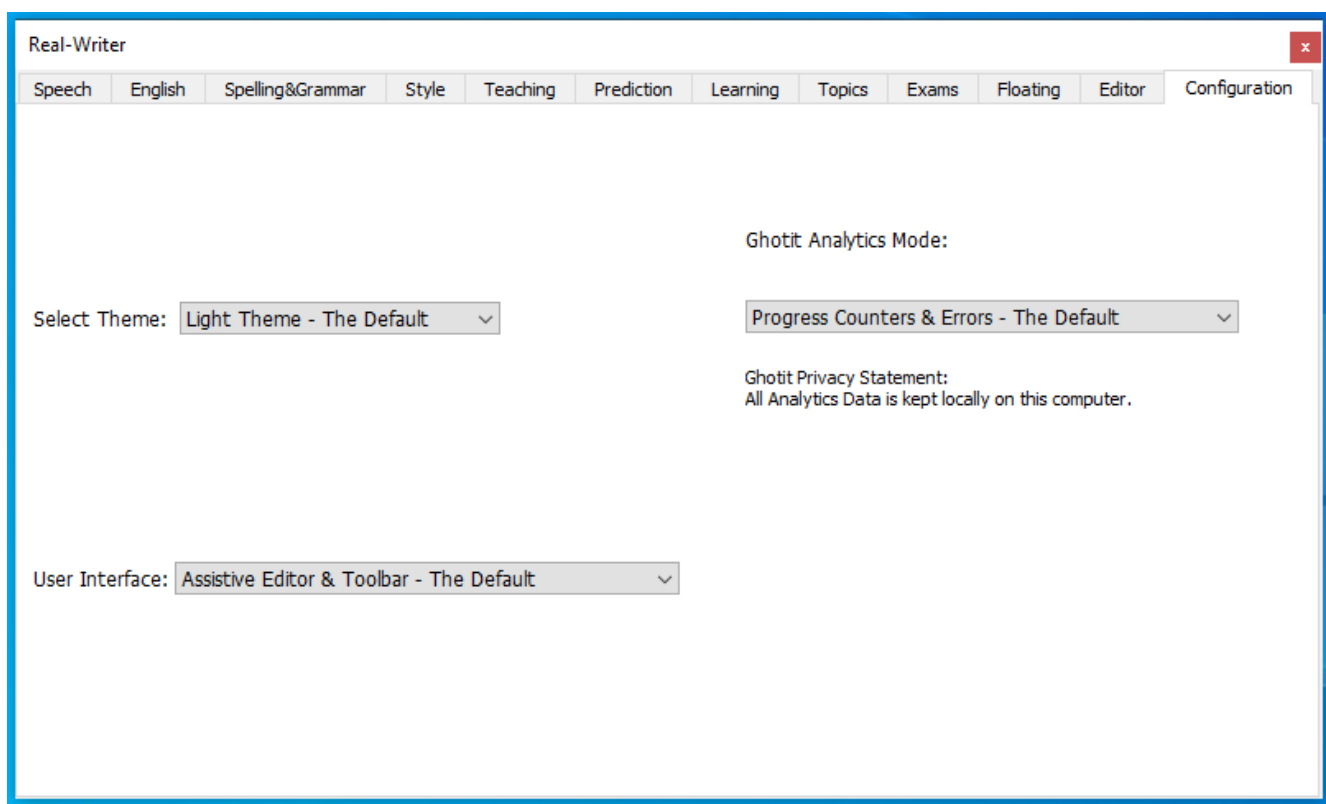 Real-Writer
x
Speech English Spelling&Grammar Style Teaching Prediction Learning Topics Exams Floating Editor Configuration
Ghotit Analytics Mode:
Select Theme: Light Theme - The Default
Progress Counters & Errors - The Default
Ghotit Privacy Statement:
All Analytics Data is kept locally on this computer.
User Interface: Assistive Editor & Toolbar - The Default